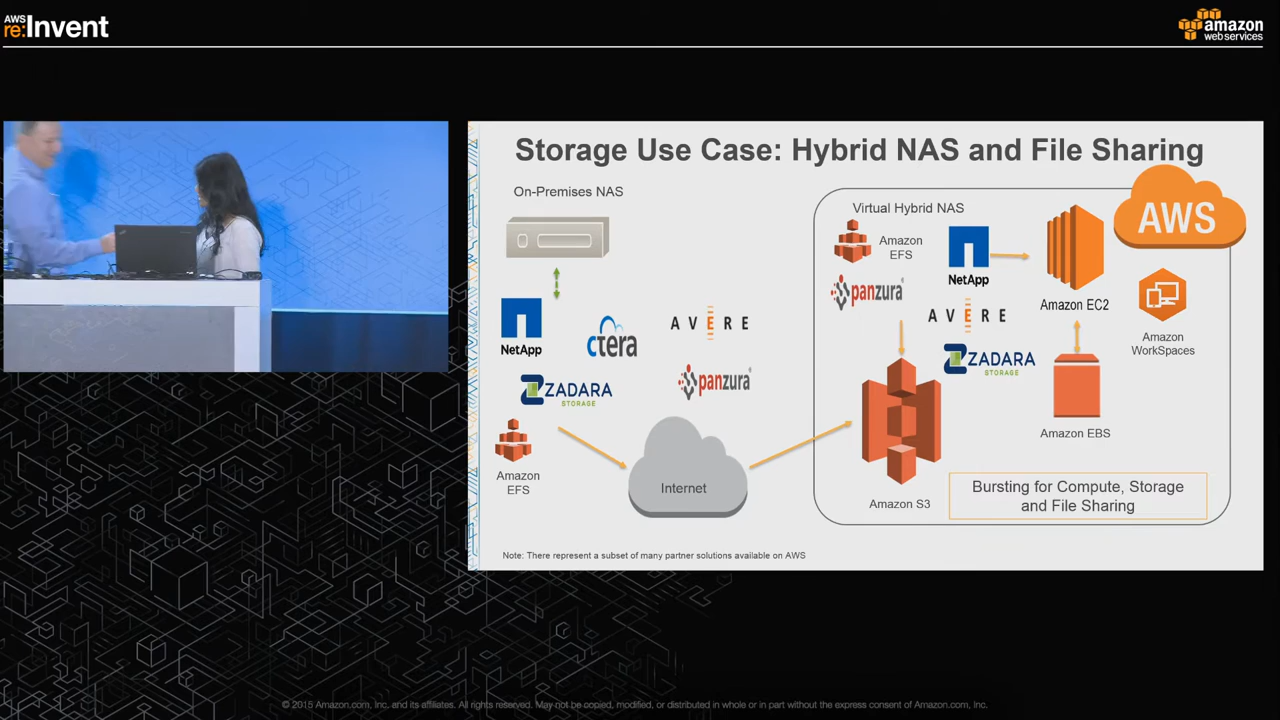 AWS
re:Invent
amazon
web services
Storage Use Case: Hybrid NAS and File Sharing
On-Premises NAS
NetApp
ctera
AVERE
ZADARA
STORAGE
panzura
Amazon
EFS
Internet
Virtual Hybrid NAS
Amazon
EFS
NetApp
panzura
AVERE
ZADARA
STORAGE
AWS
Amazon EC2
Amazon
WorkSpaces
Amazon EBS
Amazon S3
Bursting for Compute, Storage
and File Sharing
Note: There represent a subset of many partner solutions available on AWS
© 2015 Amazon.com, Inc. and its affiliates. All rights reserved. May not be copied, modified, or distributed in whole or in part without the express consent of Amazon.com, Inc.